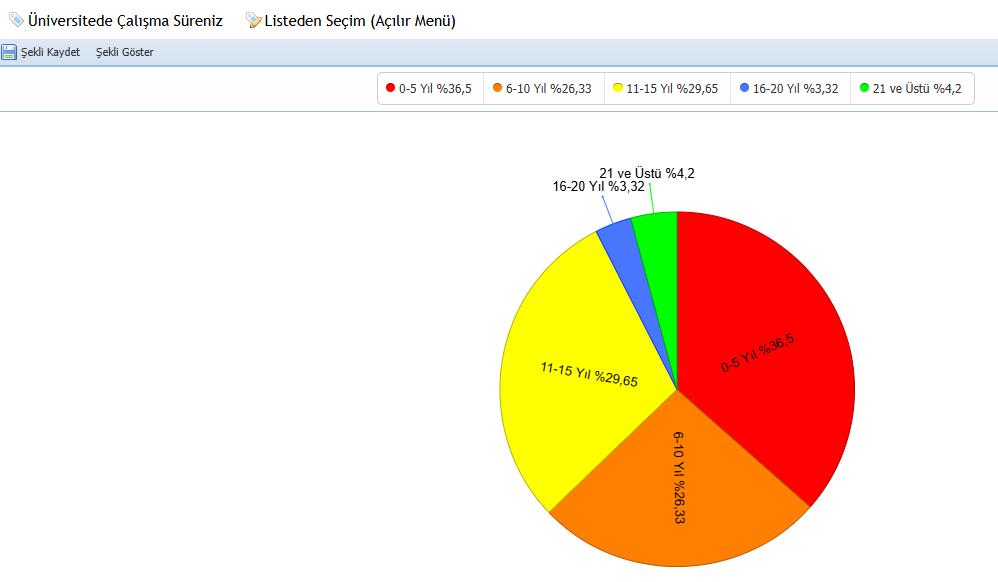 Üniversitede Çalışma Süreniz Listeden Seçim (Açılır Menü)
Şekli Kaydet Şekli Göster
0-5 Yıl %36,5 6-10 Yıl %26,33 11-15 Yıl %29,65 16-20 Yıl %3,32 21 ve Üstü %4,2
21 ve Üstü %4,2
16-20 Yıl %3,32
0-5 Yıl %36,5
11-15 Yıl %29,65
6-10 Yıl %26,33